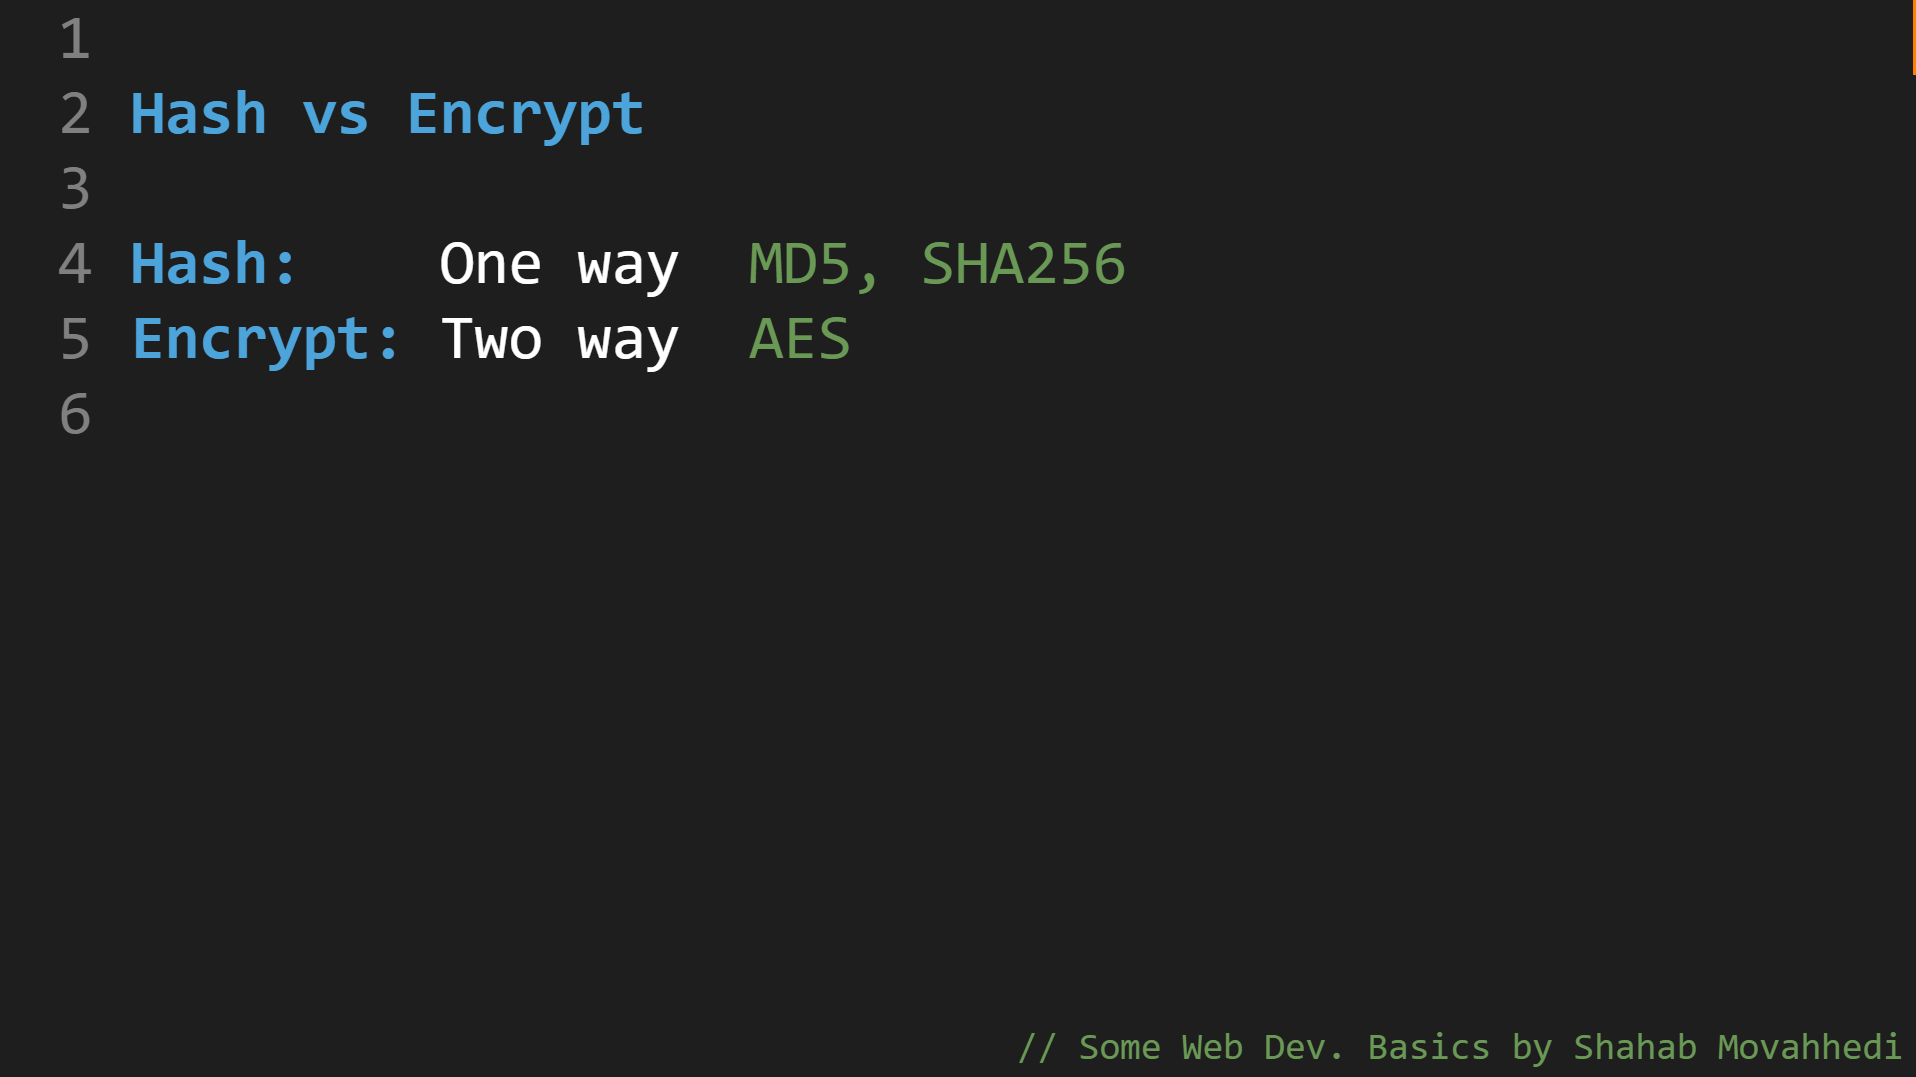 1
2 Hash vs Encrypt
3
4 Hash: One way MD5, SHA256
5 Encrypt: Two way AES
6
// Some Web Dev. Basics by Shahab Movahhedi